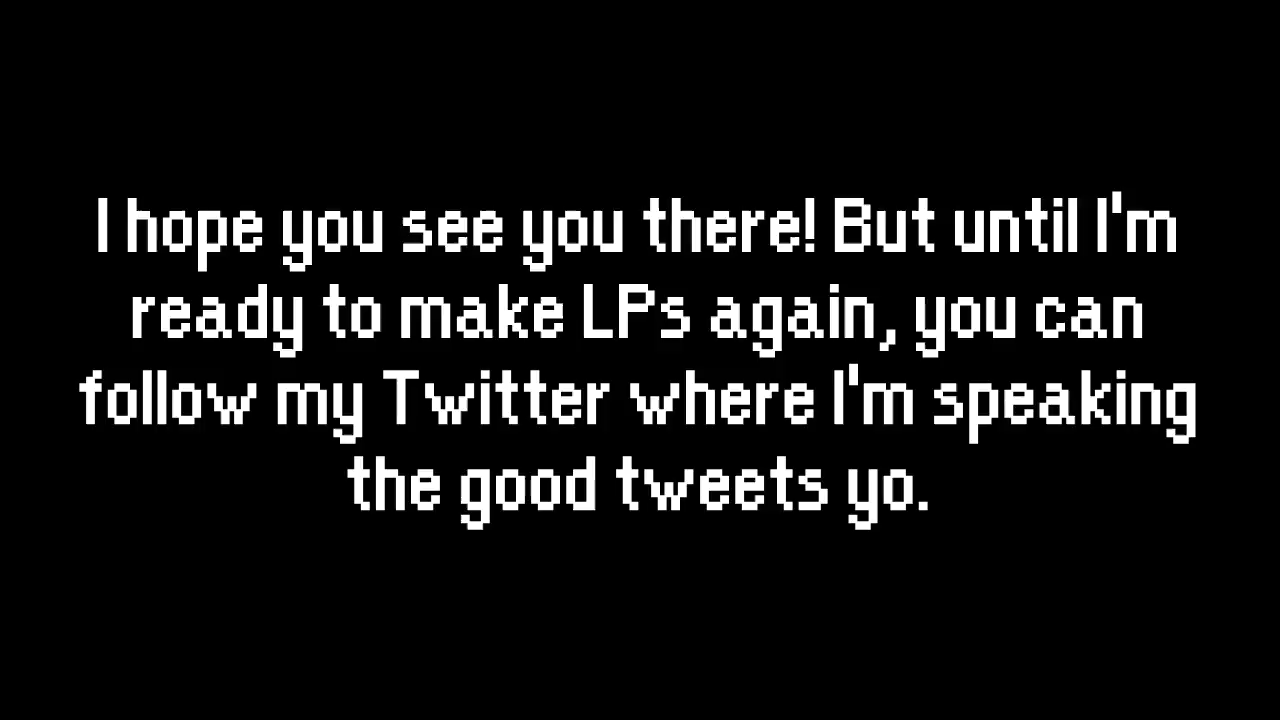 I hope you see you there! But until I'm
ready to make LPs again, you can
follow my Twitter where I'm speaking
the good tweets yo.